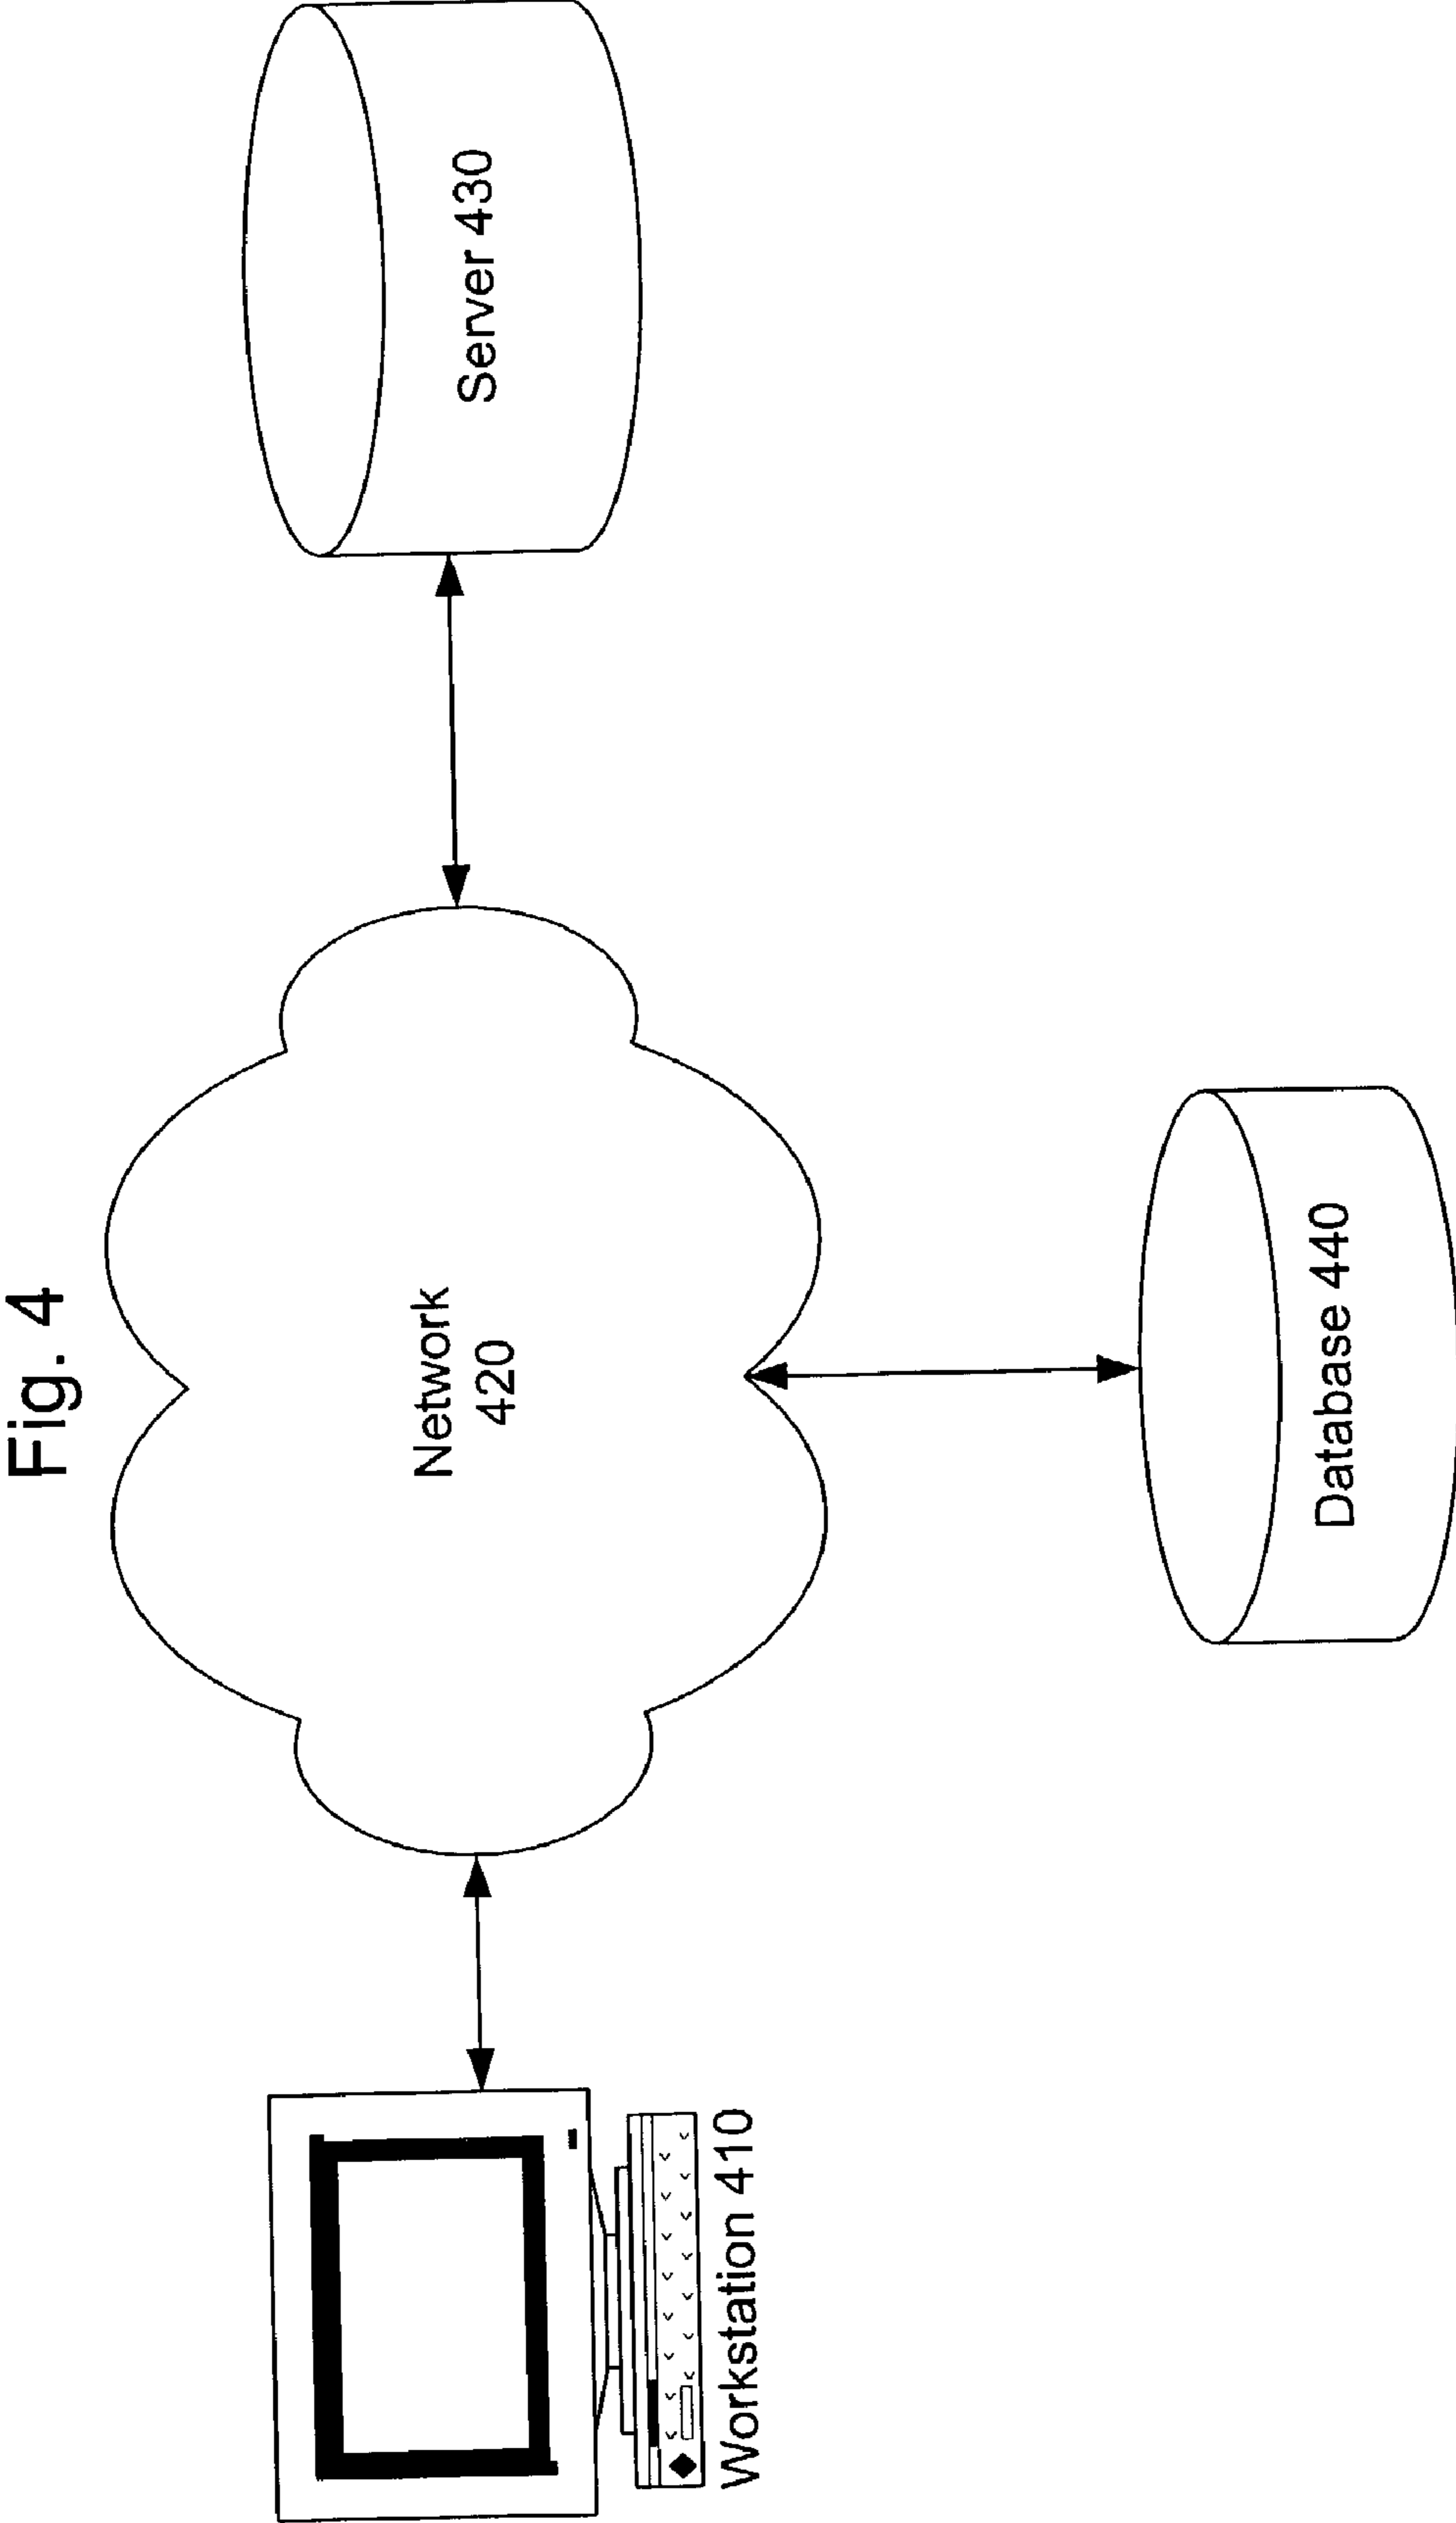 Fig. 4
Workstation 410
Network
420
Server 430
Database 440